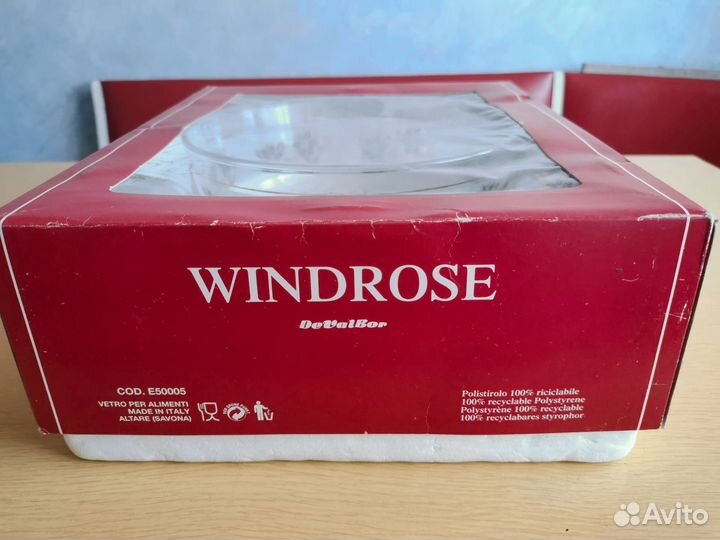 WINDROSE
DeValBor
COD. E50005
VETRO PER ALIMENTI
MADE IN ITALY
ALTARE (SAVONA)
Polistirolo 100% riciclabile
100% recyclable Polystyrene
Polystyrène 100% recyclable
100% recyclabares styrophor
Avito